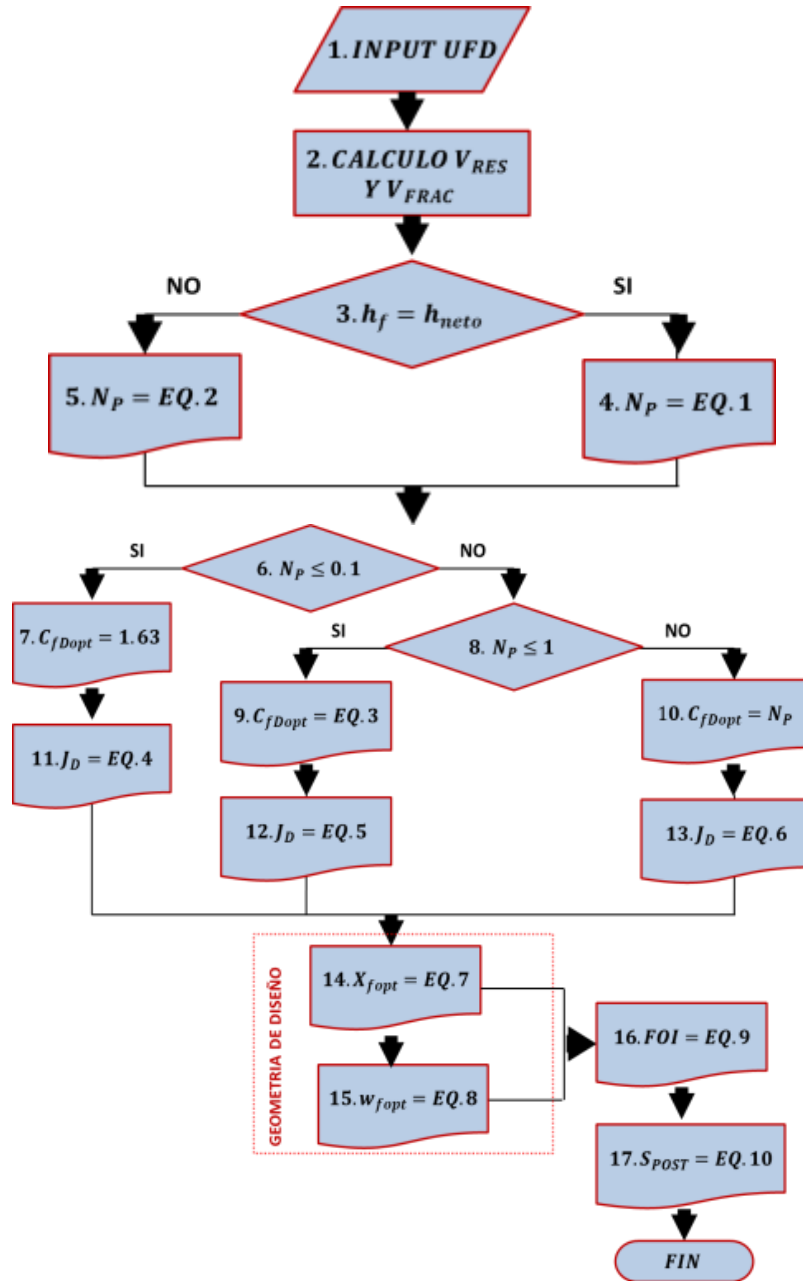 1. INPUT UFD
2. CALCULO V_RES
Y V_FRAC
NO
SI
3. h_f = h_neto
5. N_P = EQ. 2
4. N_P = EQ. 1
SI
NO
6. N_P ≤ 0.1
7. C_fDopt = 1.63
SI
NO
8. N_P ≤ 1
9. C_fDopt = EQ. 3
10. C_fDopt = N_P
11. J_D = EQ. 4
12. J_D = EQ. 5
13. J_D = EQ. 6
GEOMETRIA DE DISEÑO
14. X_fopt = EQ. 7
15. w_fopt = EQ. 8
16. FOI = EQ. 9
17. S_POST = EQ. 10
FIN